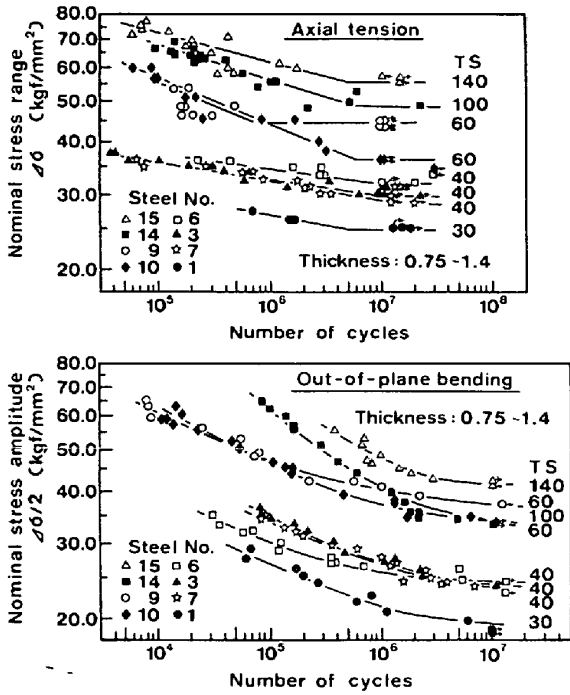 Axial tension
Nominal stress range
Δσ (kgf/mm²)
80.0
70.0
60.0
50.0
40.0
30.0
20.0
TS
140
100
60
60
40
40
40
30
Steel No.
15 6
14 3
9 7
10 1
Thickness: 0.75 ~1.4
10⁵ 10⁶ 10⁷ 10⁸
Number of cycles
Out-of-plane bending
Nominal stress amplitude
Δσ/2 (kgf/mm²)
80.0
70.0
60.0
50.0
40.0
30.0
20.0
Thickness: 0.75 ~1.4
TS
140
60
100
60
40
40
40
30
Steel No.
15 6
14 3
9 7
10 1
10⁴ 10⁵ 10⁶ 10⁷
Number of cycles